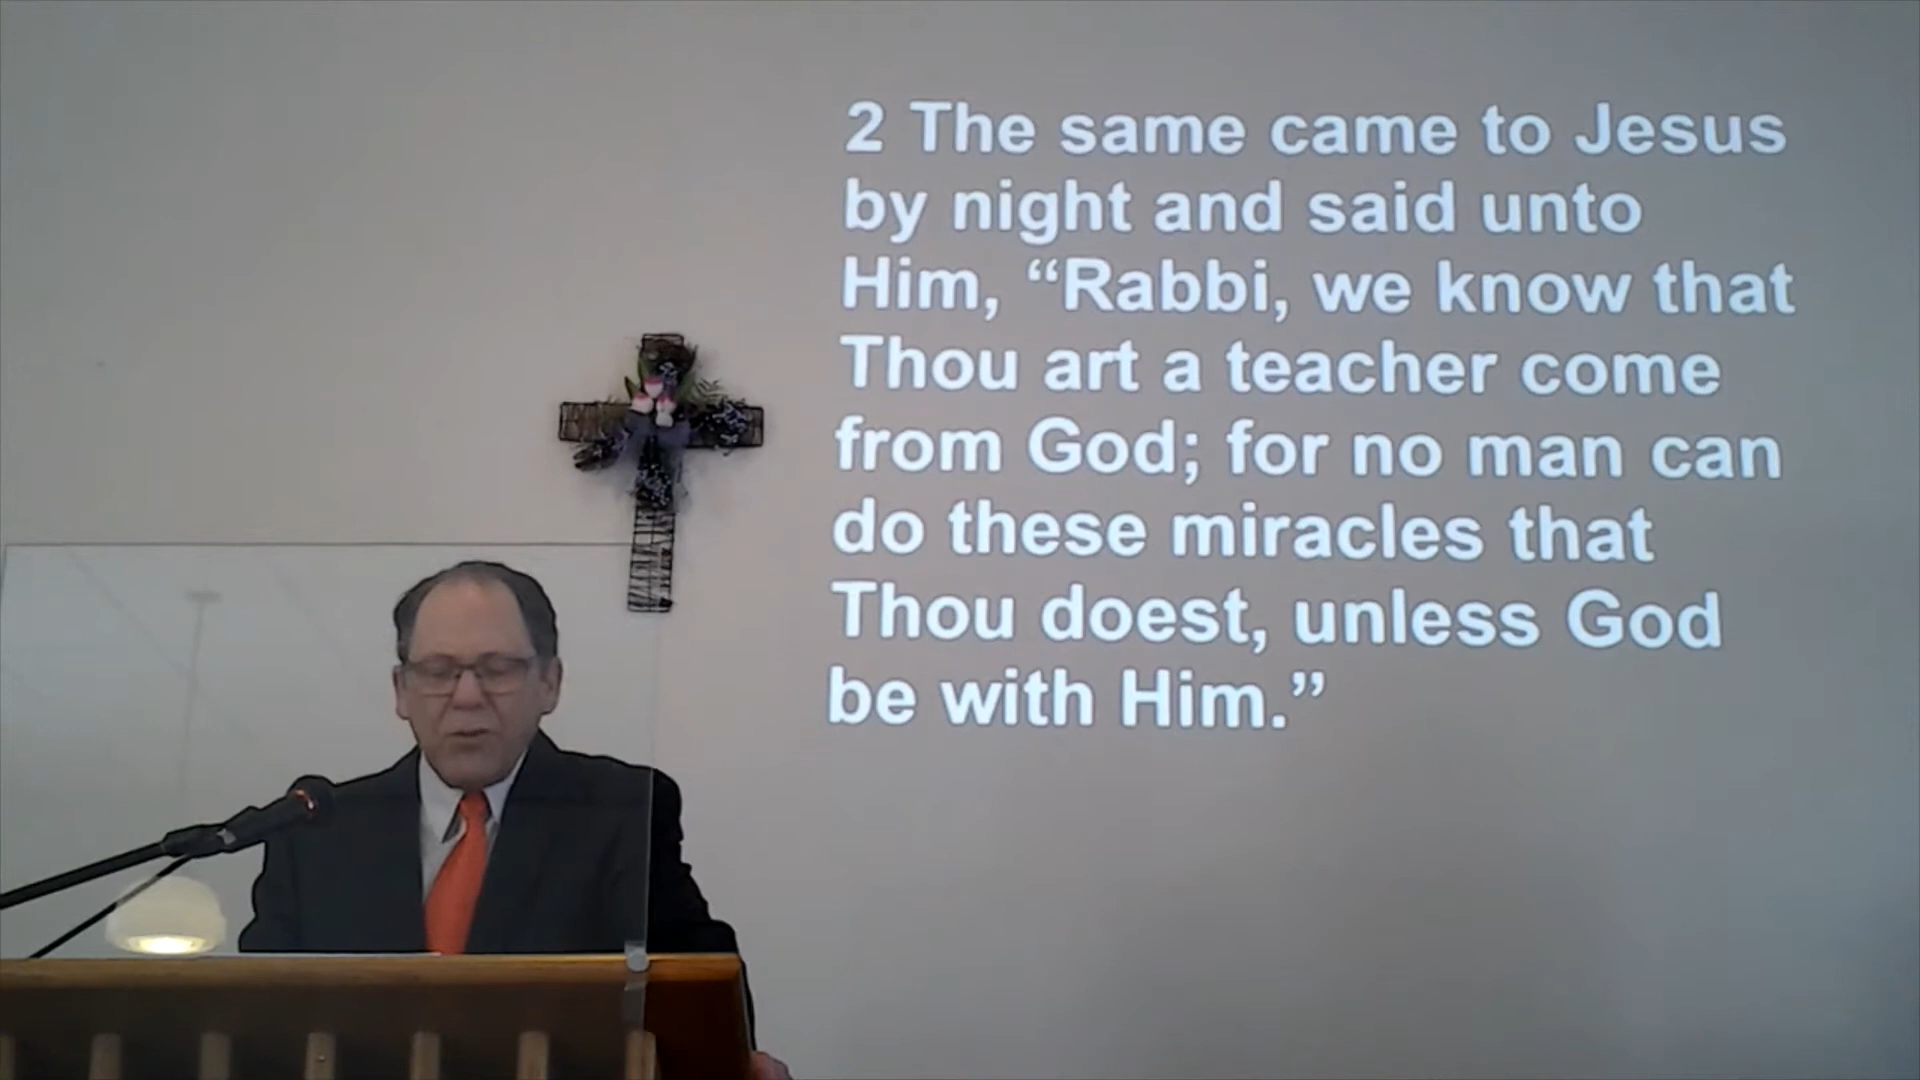 2 The same came to Jesus
by night and said unto
Him, “Rabbi, we know that
Thou art a teacher come
from God; for no man can
do these miracles that
Thou doest, unless God
be with Him.”